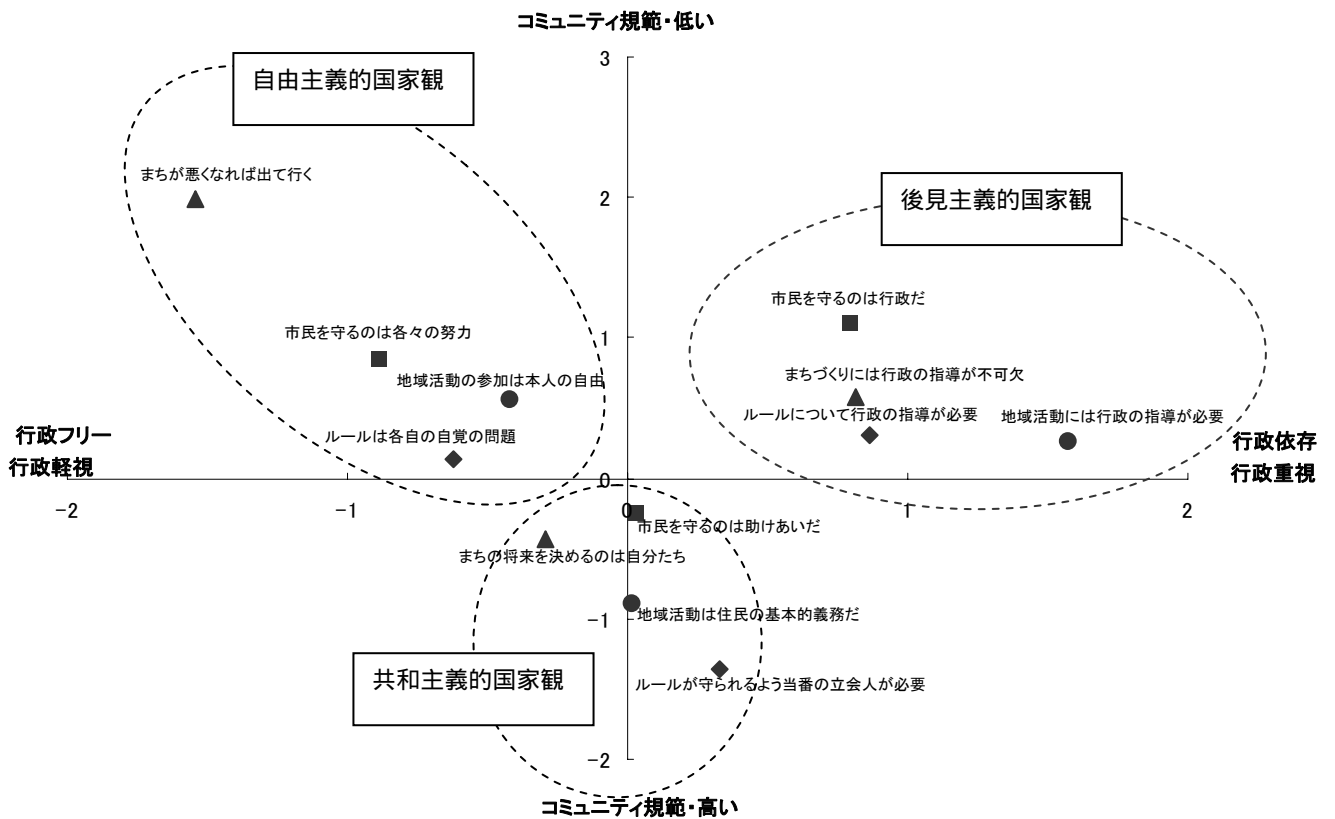 コミュニティ規範・低い
3
自由主義的国家観
まちが悪くなれば出て行く
2
後見主義的国家観
市民を守るのは行政だ
市民を守るのは各々の努力
1
地域活動の参加は本人の自由
まちづくりには行政の指導が不可欠
ルールについて行政の指導が必要
地域活動には行政の指導が必要
ルールは各自の自覚の問題
行政フリー
行政軽視
行政依存
行政重視
0
-2
-1
0
1
2
市民を守るのは助けあいだ
まちの将来を決めるのは自分たち
地域活動は住民の基本的義務だ
-1
共和主義的国家観
ルールが守られるよう当番の立会人が必要
-2
コミュニティ規範・高い